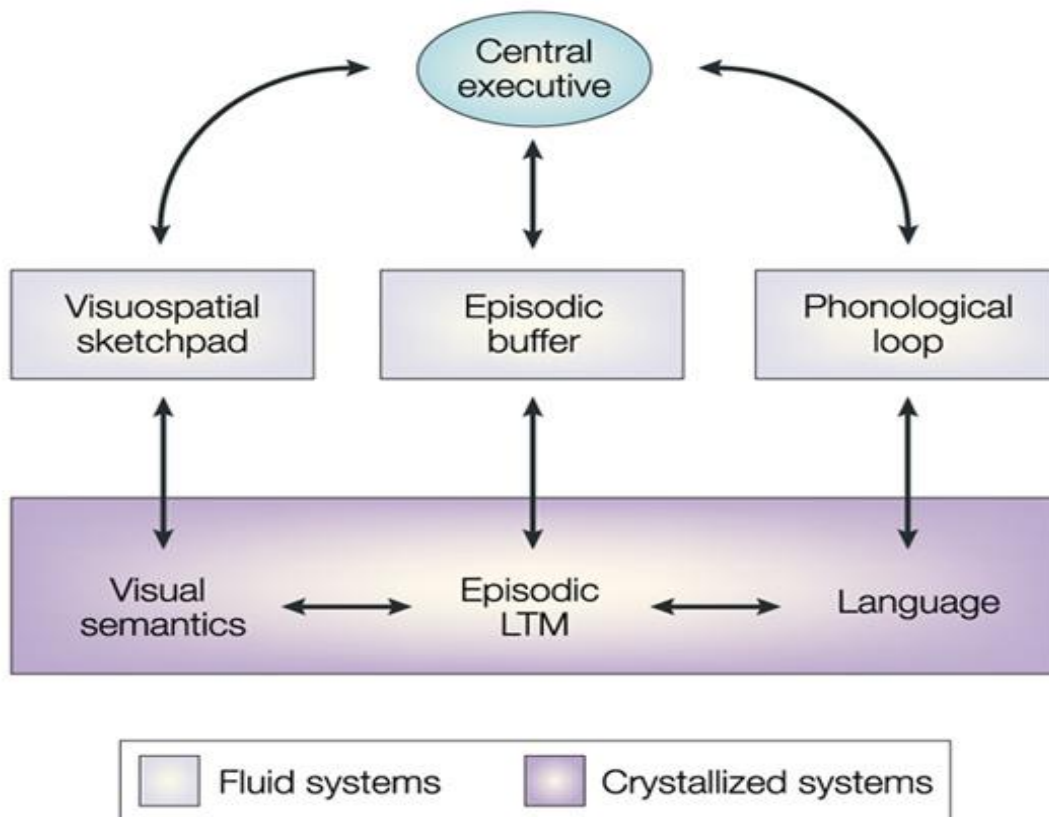 Central
executive
Visuospatial
sketchpad
Episodic
buffer
Phonological
loop
Visual
semantics
Episodic
LTM
Language
Fluid systems
Crystallized systems